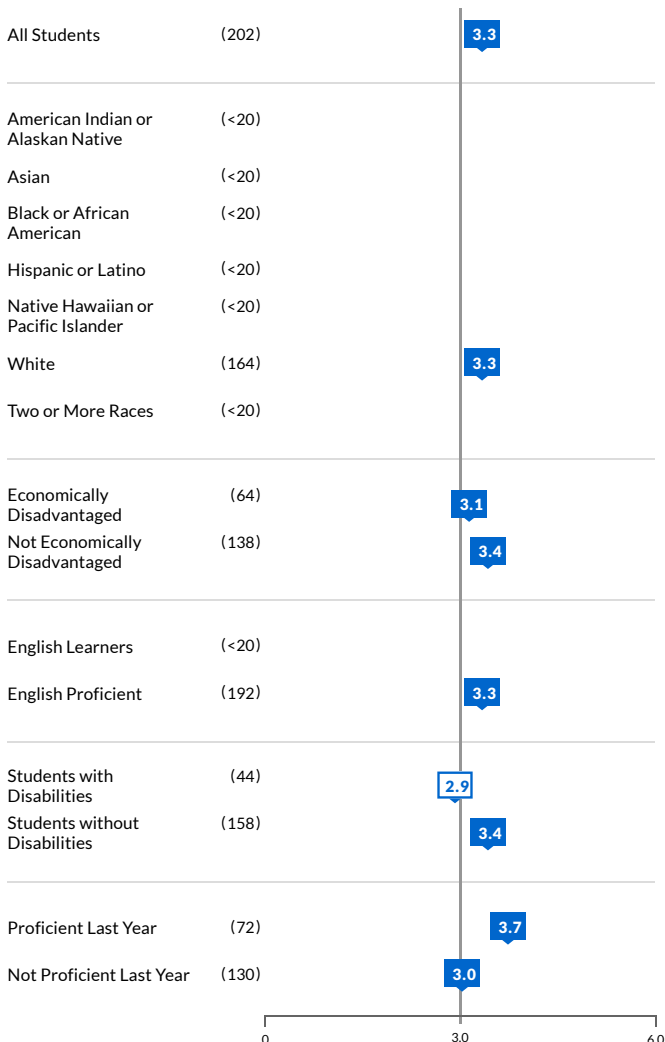 All Students (202) 3.3
American Indian or (<20)
Alaskan Native
Asian (<20)
Black or African (<20)
American
Hispanic or Latino (<20)
Native Hawaiian or (<20)
Pacific Islander
White (164) 3.3
Two or More Races (<20)
Economically (64) 3.1
Disadvantaged
Not Economically (138) 3.4
Disadvantaged
English Learners (<20)
English Proficient (192) 3.3
Students with (44) 2.9
Disabilities
Students without (158) 3.4
Disabilities
Proficient Last Year (72) 3.7
Not Proficient Last Year (130) 3.0
0 3.0 6.0